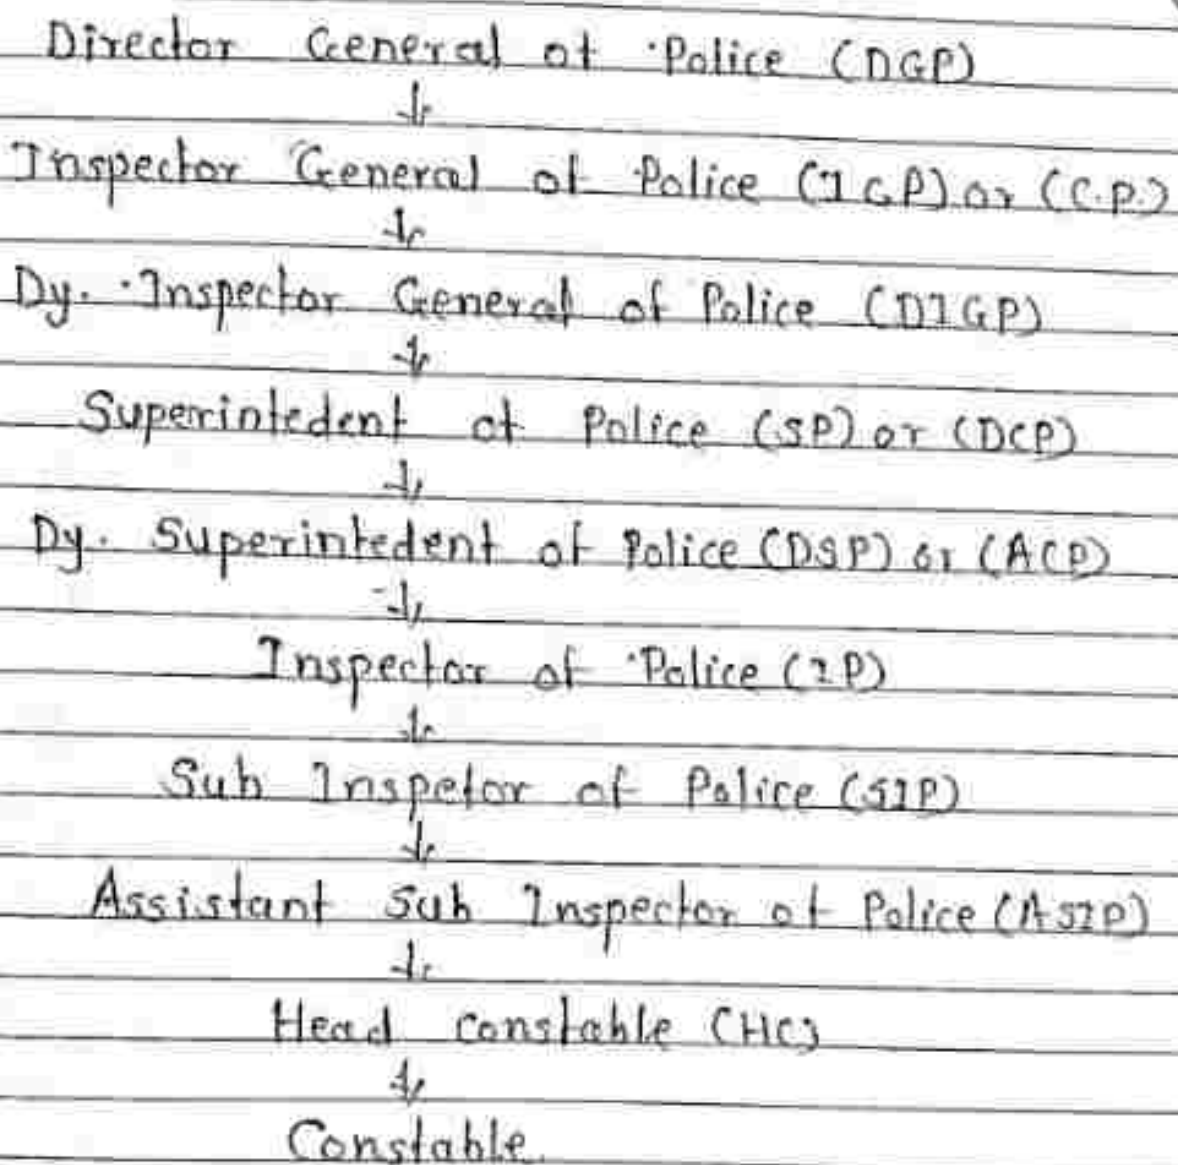 Director General of Police (DGP)
↓
Inspector General of Police (IGP) or (C.P.)
↓
Dy. Inspector General of Police (DIGP)
↓
Superintedent of Police (SP) or (DCP)
↓
Dy. Superintedent of Police (DSP) or (ACP)
↓
Inspector of Police (IP)
↓
Sub Inspetor of Police (SIP)
↓
Assistant Sub Inspector of Police (ASIP)
↓
Head constable (HC)
↓
Constable.